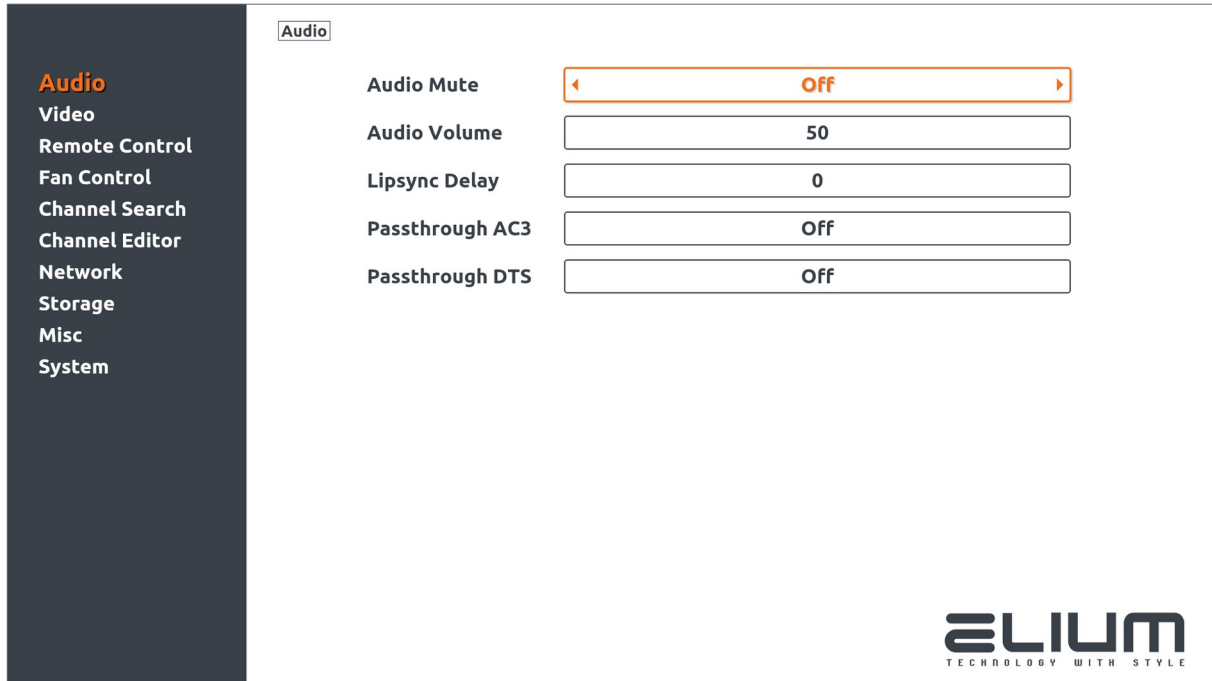 Audio
Audio
Video
Remote Control
Fan Control
Channel Search
Channel Editor
Network
Storage
Misc
System
Audio Mute Off
Audio Volume 50
Lipsync Delay 0
Passthrough AC3 Off
Passthrough DTS Off
ELIUM
TECHNOLOGY WITH STYLE